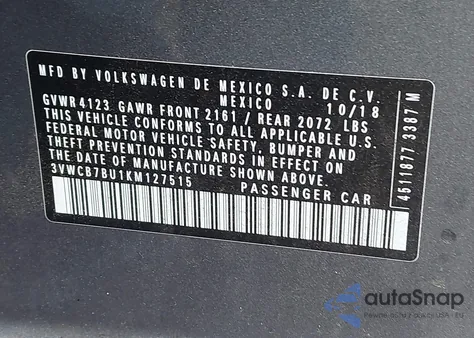 MFD BY VOLKSWAGEN DE MEXICO S.A. DE C.V.
MEXICO 10/18
GVWR 4123 GAWR FRONT 2161 / REAR 2072 LBS
THIS VEHICLE CONFORMS TO ALL APPLICABLE U.S.
FEDERAL MOTOR VEHICLE SAFETY, BUMPER AND
THEFT PREVENTION STANDARDS IN EFFECT ON
THE DATE OF MANUFACTURE SHOWN ABOVE.
3VWCB7BU1KM127515 PASSENGER CAR
4511877 3387 M
autoSnap